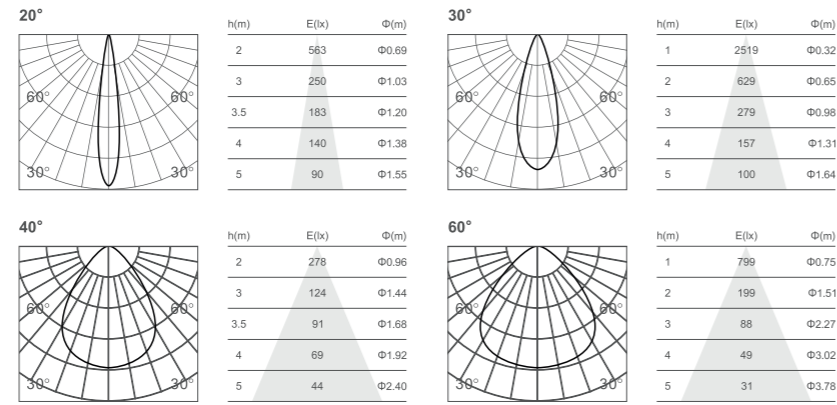 20°
60° 60°
30° 30°
h(m) E(lx) Φ(m)
2 563 Φ0.69
3 250 Φ1.03
3.5 183 Φ1.20
4 140 Φ1.38
5 90 Φ1.55
30°
60° 60°
30° 30°
h(m) E(lx) Φ(m)
1 2519 Φ0.32
2 629 Φ0.65
3 279 Φ0.98
4 157 Φ1.31
5 100 Φ1.64
40°
60° 60°
30° 30°
h(m) E(lx) Φ(m)
2 278 Φ0.96
3 124 Φ1.44
3.5 91 Φ1.68
4 69 Φ1.92
5 44 Φ2.40
60°
60° 60°
30° 30°
h(m) E(lx) Φ(m)
1 799 Φ0.75
2 199 Φ1.51
3 88 Φ2.27
4 49 Φ3.02
5 31 Φ3.78